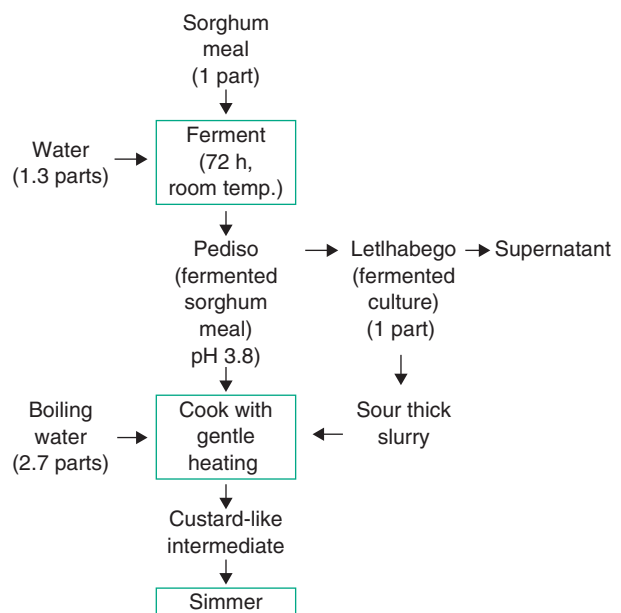 Sorghum
meal
(1 part)
Water
(1.3 parts)
Ferment
(72 h,
room temp.)
Pediso
(fermented
sorghum
meal)
pH 3.8)
Letlhabego
(fermented
culture)
(1 part)
Supernatant
Boiling
water
(2.7 parts)
Cook with
gentle
heating
Sour thick
slurry
Custard-like
intermediate
Simmer